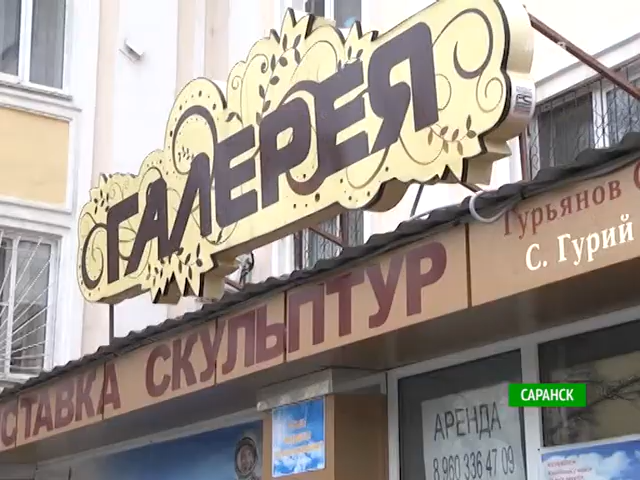 ГАЛЕРЕЯ
СТАВКА СКУЛЬПТУР
Гурьянов С
С. Гурий
САРАНСК
АРЕНДА
8 960 336 47 09